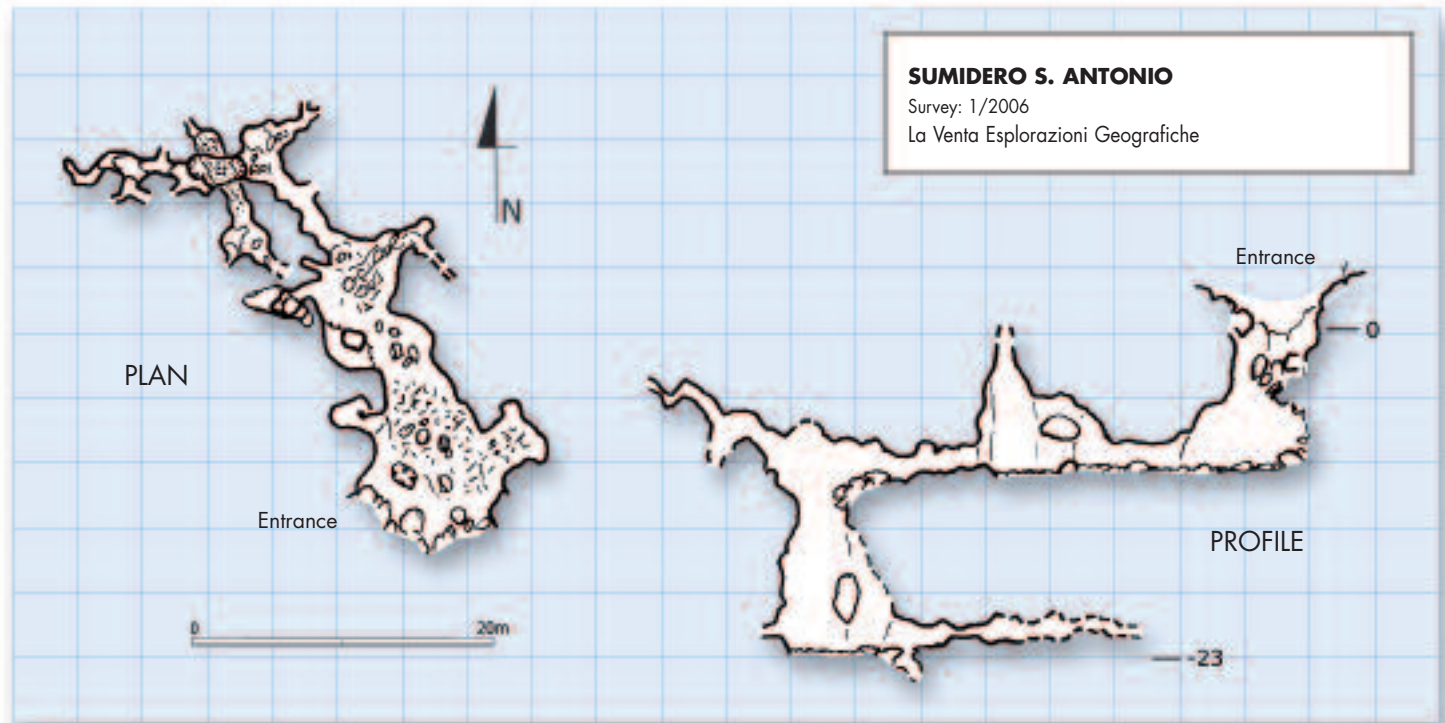 SUMIDERO S. ANTONIO
Survey: 1/2006
La Venta Esplorazioni Geografiche
N
Entrance
0
PLAN
Entrance
PROFILE
0 20m
-23